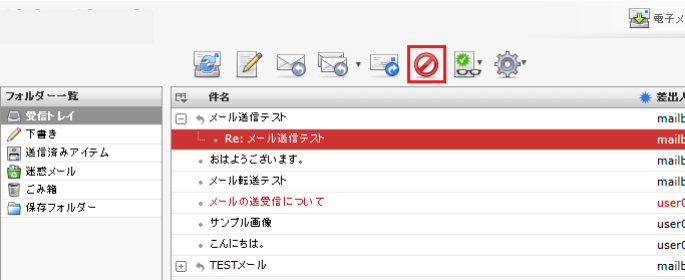 電子メ
フォルダー一覧
件名
差出人
受信トレイ
メール送信テスト
mailb
下書き
Re: メール送信テスト
mailb
送信済みアイテム
おはようございます。
mailb
迷惑メール
メール転送テスト
mailb
ごみ箱
メールの送受信について
user0
保存フォルダー
サンプル画像
user0
こんにちは。
user0
TESTメール
mailb